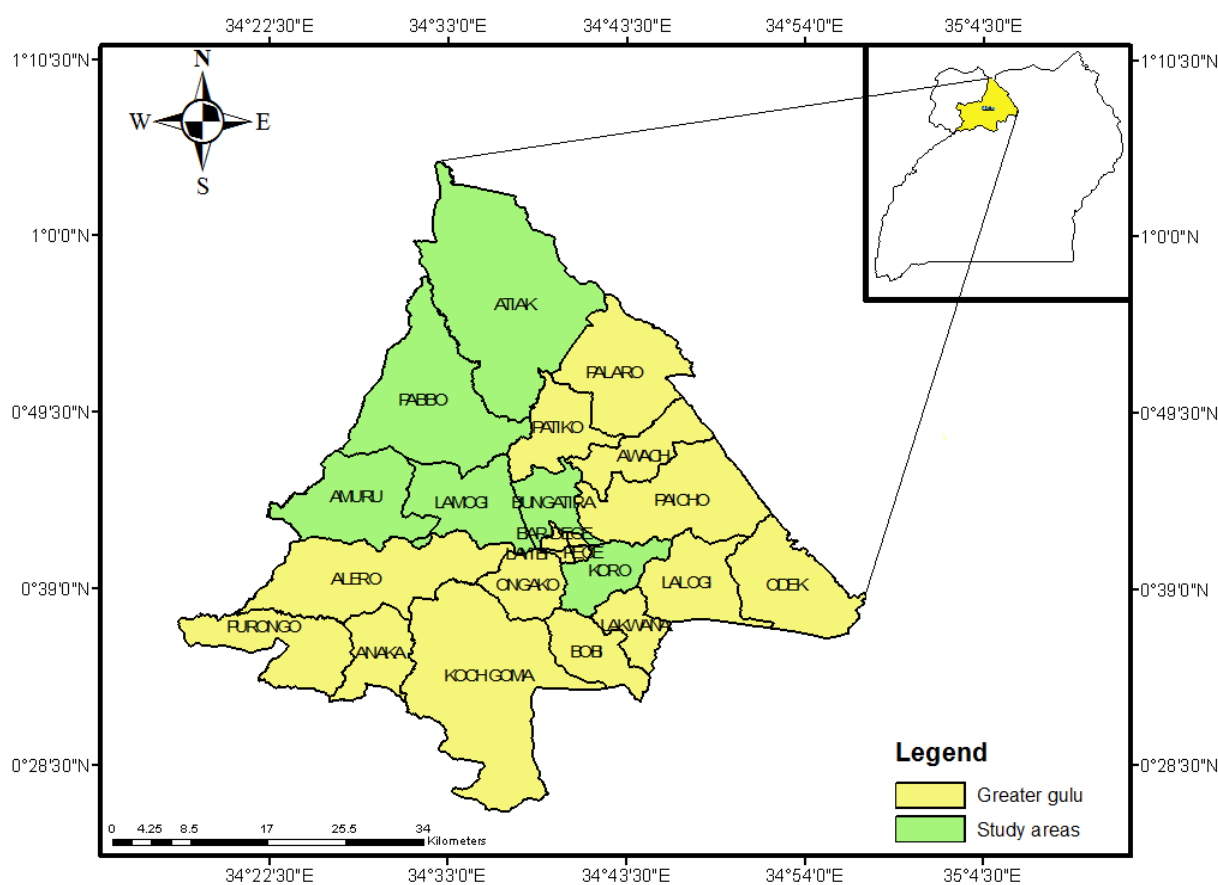 34°22'30"E 34°33'0"E 34°43'30"E 34°54'0"E 35°4'30"E
1°10'30"N 1°10'30"N
N
W E
S
Gulu
1°0'0"N 1°0'0"N
ATIAK
PALARO
PABBO
0°49'30"N 0°49'30"N
PATIKO
AWACH
AMURU LAMOGI BUNGATIRA PAICHO
BAR-DEGE
PECE
KORO
ALERO ONGAKO LALOGI ODEK
0°39'0"N 0°39'0"N
PURONGO LAKWANA
ANAKA BOBI
KOCH GOMA
Legend
0°28'30"N 0°28'30"N
Greater gulu
Study areas
0 4.25 8.5 17 25.5 34
Kilometers
34°22'30"E 34°33'0"E 34°43'30"E 34°54'0"E 35°4'30"E